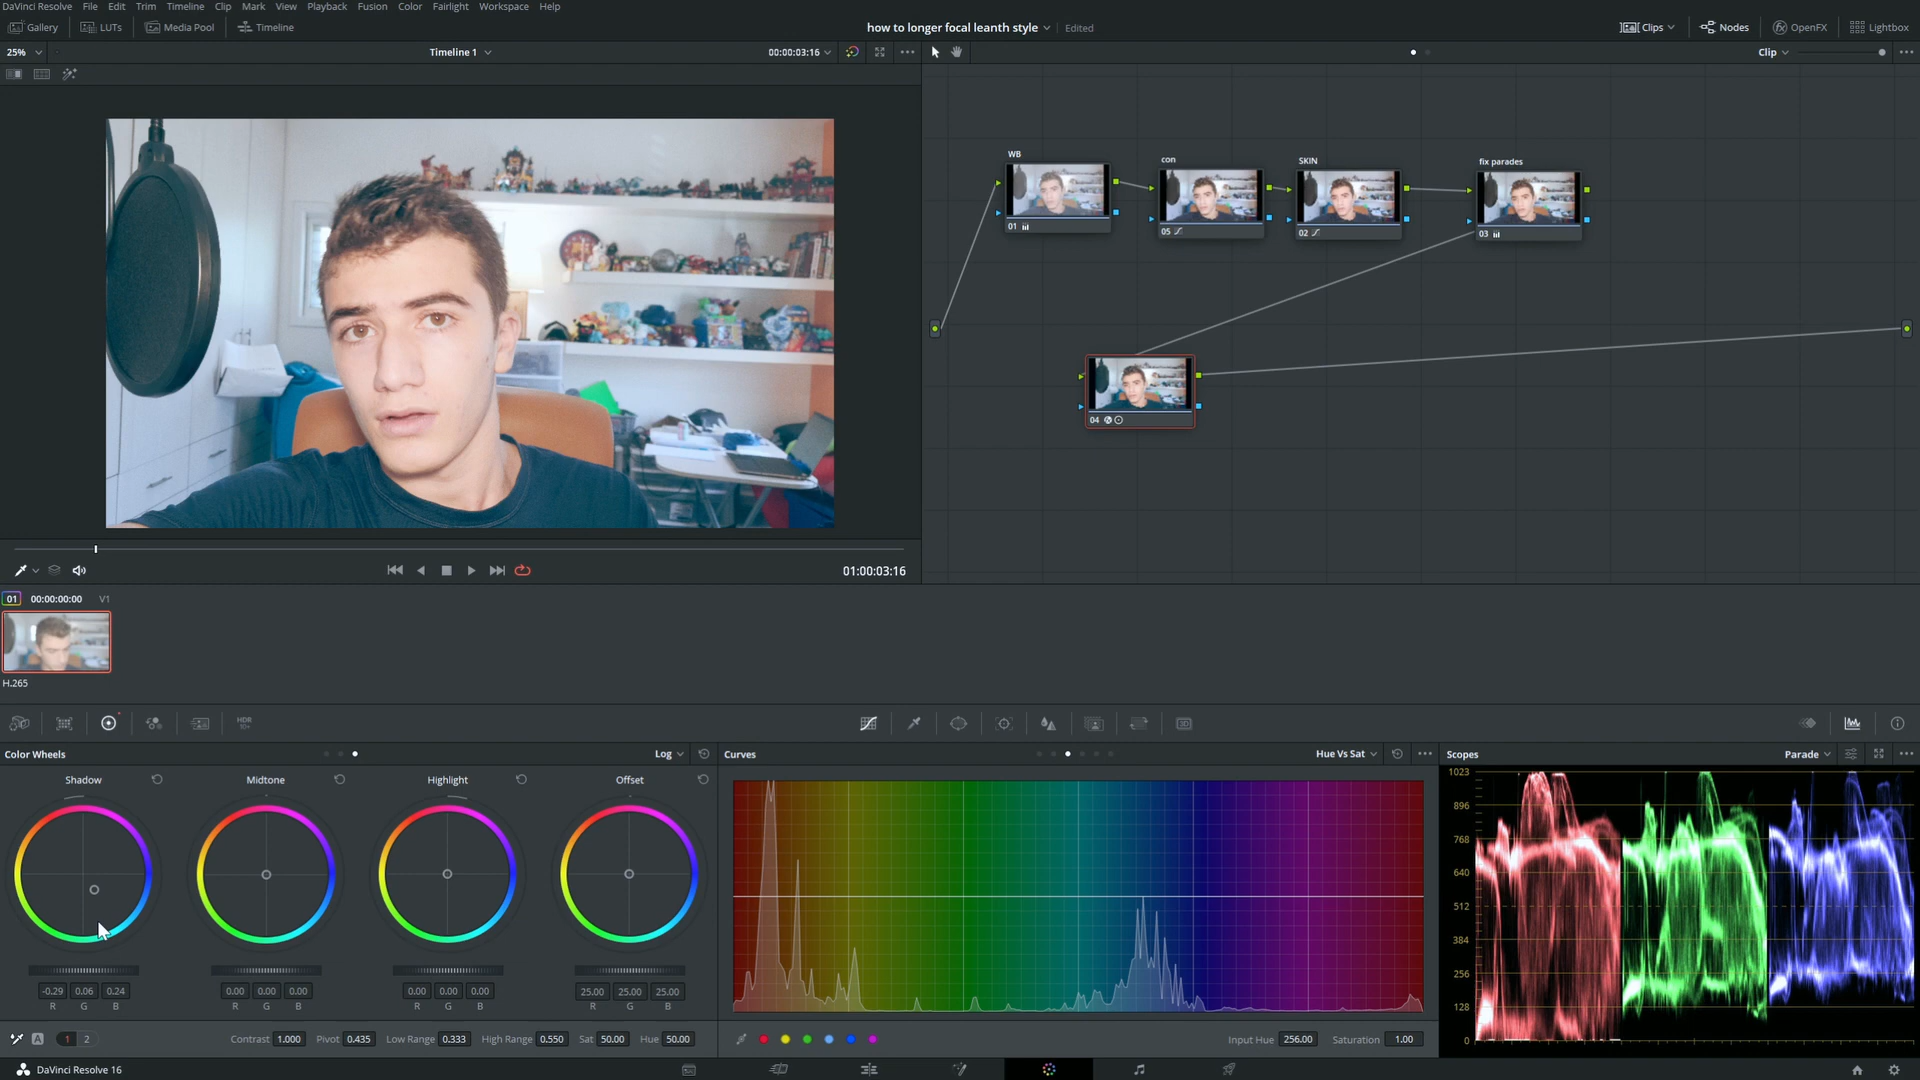 DaVinci Resolve File Edit Trim Timeline Clip Mark View Playback Fusion Color Fairlight Workspace Help
Gallery LUTs Media Pool Timeline how to longer focal leanth style Edited Clips Nodes OpenFX Lightbox
25% Timeline 1 00:00:03:16 Clip
WB
con
SKIN
fix parades
01
05
02
03
04
01:00:03:16
01 00:00:00:00 V1
H.265
HDR
Color Wheels Log
Shadow Midtone Highlight Offset
-0.29 0.06 0.24 0.00 0.00 0.00 0.00 0.00 0.00 25.00 25.00 25.00
R G B R G B R G B R G B
A 1 2 Contrast 1.000 Pivot 0.435 Low Range 0.333 High Range 0.550 Sat 50.00 Hue 50.00
Curves Hue Vs Sat
Input Hue 256.00 Saturation 1.00
Scopes Parade
1023
896
768
640
512
384
256
128
0
DaVinci Resolve 16